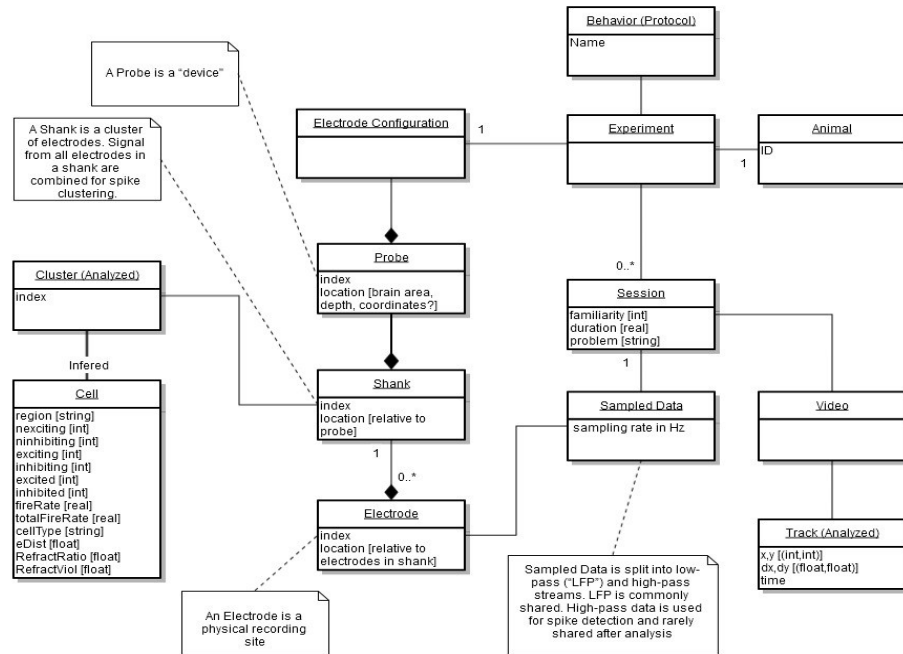 Behavior (Protocol)
Name
A Probe is a "device"
A Shank is a cluster
of electrodes. Signal
from all electrodes in
a shank are
combined for spike
clustering.
Electrode Configuration
1
Experiment
Animal
ID
1
Probe
index
location [brain area,
depth, coordinates?]
0..*
Cluster (Analyzed)
index
Session
familiarity [int]
duration [real]
problem [string]
Infered
1
Cell
region [string]
nexciting [int]
ninhibiting [int]
exciting [int]
inhibiting [int]
excited [int]
inhibited [int]
fireRate [real]
totalFireRate [real]
cellType [string]
eDist [float]
RefractRatio [float]
RefractViol [float]
Shank
index
location [relative to
probe]
Sampled Data
sampling rate in Hz
Video
1
0..*
Electrode
index
location [relative to
electrodes in shank]
Track (Analyzed)
x,y [(int,int)]
dx,dy [(float,float)]
time
Sampled Data is split into low-
pass ("LFP") and high-pass
streams. LFP is commonly
shared. High-pass data is used
for spike detection and rarely
shared after analysis
An Electrode is a
physical recording
site